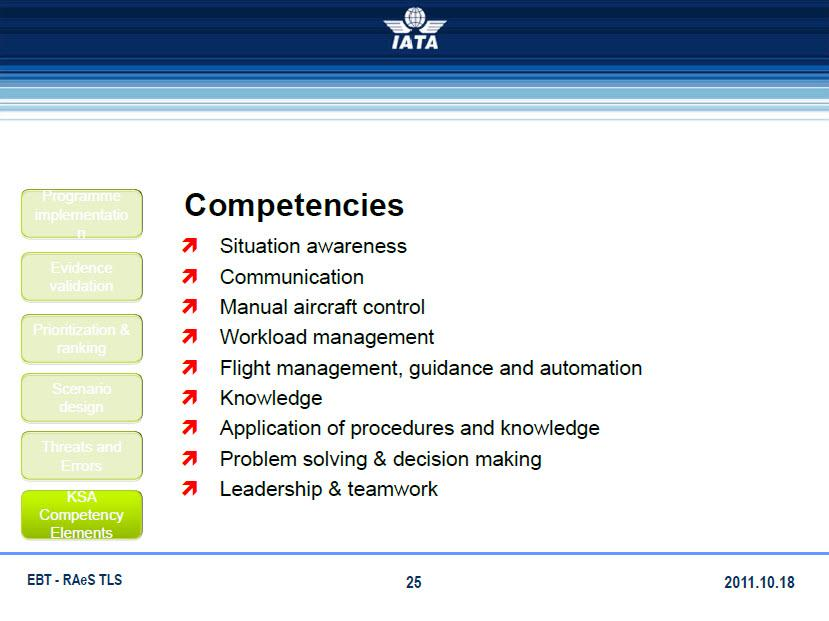 IATA
Programme
implementatio
n
Evidence
validation
Prioritization &
ranking
Scenario
design
Threats and
Errors
KSA
Competency
Elements
Competencies
Situation awareness
Communication
Manual aircraft control
Workload management
Flight management, guidance and automation
Knowledge
Application of procedures and knowledge
Problem solving & decision making
Leadership & teamwork
EBT - RAeS TLS
25
2011.10.18